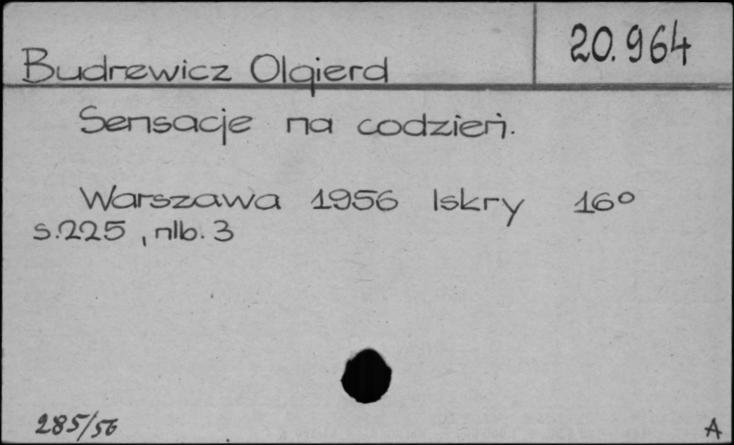 20.964
Budrewicz Olgierd
Sensacje na codzień.
Warszawa 1956 Iskry 16°
s.225, nlb. 3
285/56 A